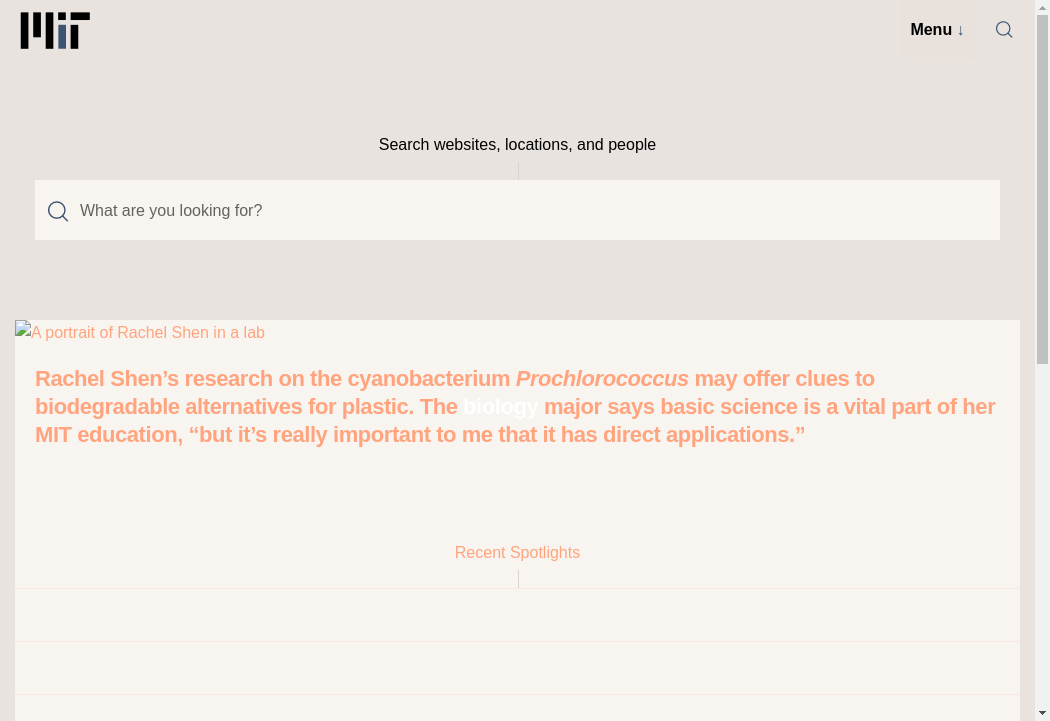 MIT
Menu ↓
Search websites, locations, and people
What are you looking for?
A portrait of Rachel Shen in a lab
Rachel Shen’s research on the cyanobacterium Prochlorococcus may offer clues to
biodegradable alternatives for plastic. The biology major says basic science is a vital part of her
MIT education, “but it’s really important to me that it has direct applications.”
Recent Spotlights